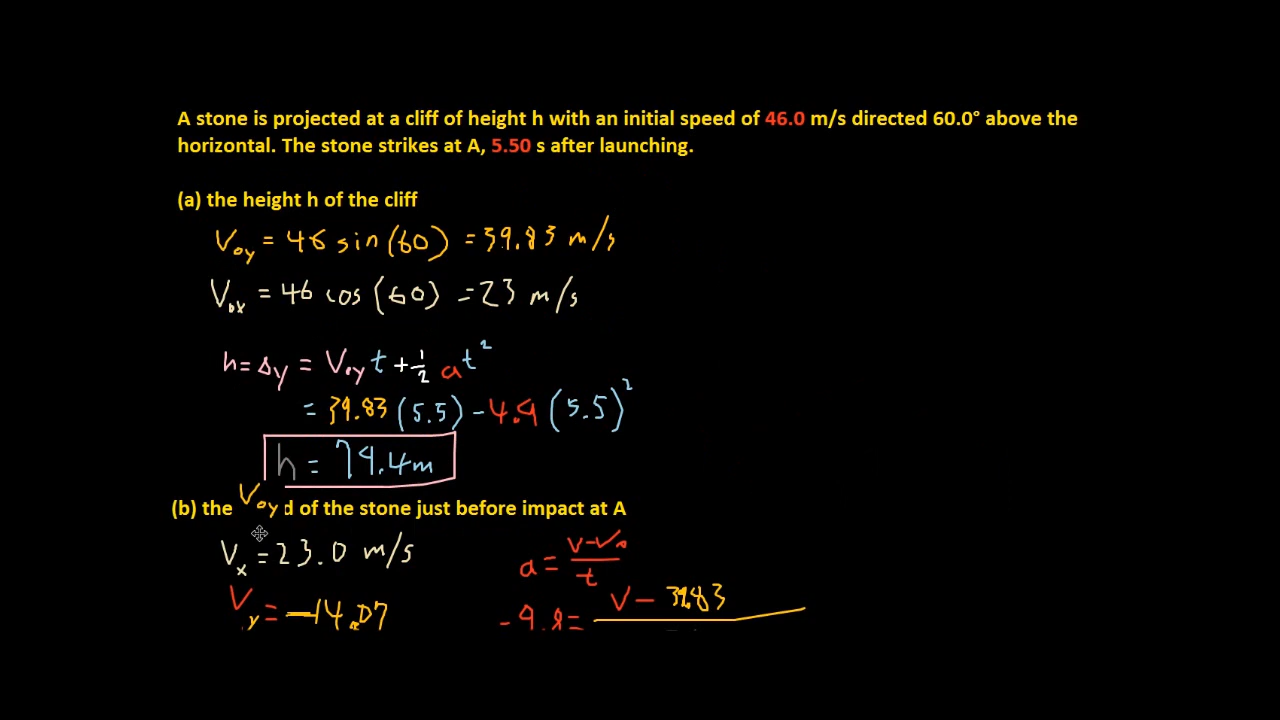 A stone is projected at a cliff of height h with an initial speed of 46.0 m/s directed 60.0° above the
horizontal. The stone strikes at A, 5.50 s after launching.
(a) the height h of the cliff
Voy = 46 sin(60) = 39.83 m/s
Vox = 46 cos(60) = 23 m/s
h = Δy = Voy t + 1/2 at²
= 39.83 (5.5) - 4.9 (5.5)²
h = 79.4m
(b) the Voy d of the stone just before impact at A
Vx = 23.0 m/s
a = v-vo / t
Vy = -14.07
-9.8 = V - 39.83